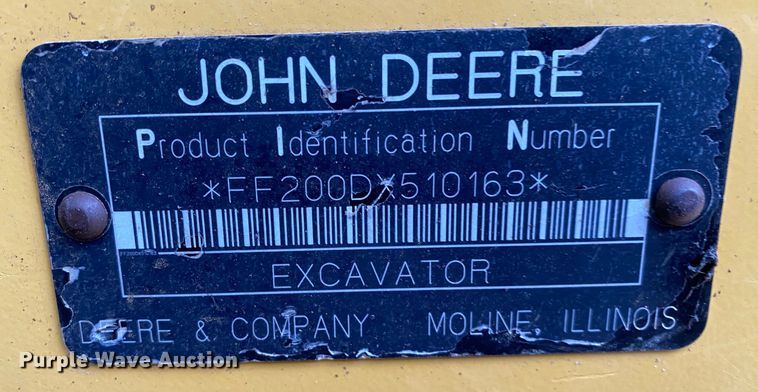 JOHN DEERE
Product Identification Number
*FF200DX510163*
EXCAVATOR
DEERE & COMPANY MOLINE, ILLINOIS
Purple Wave Auction